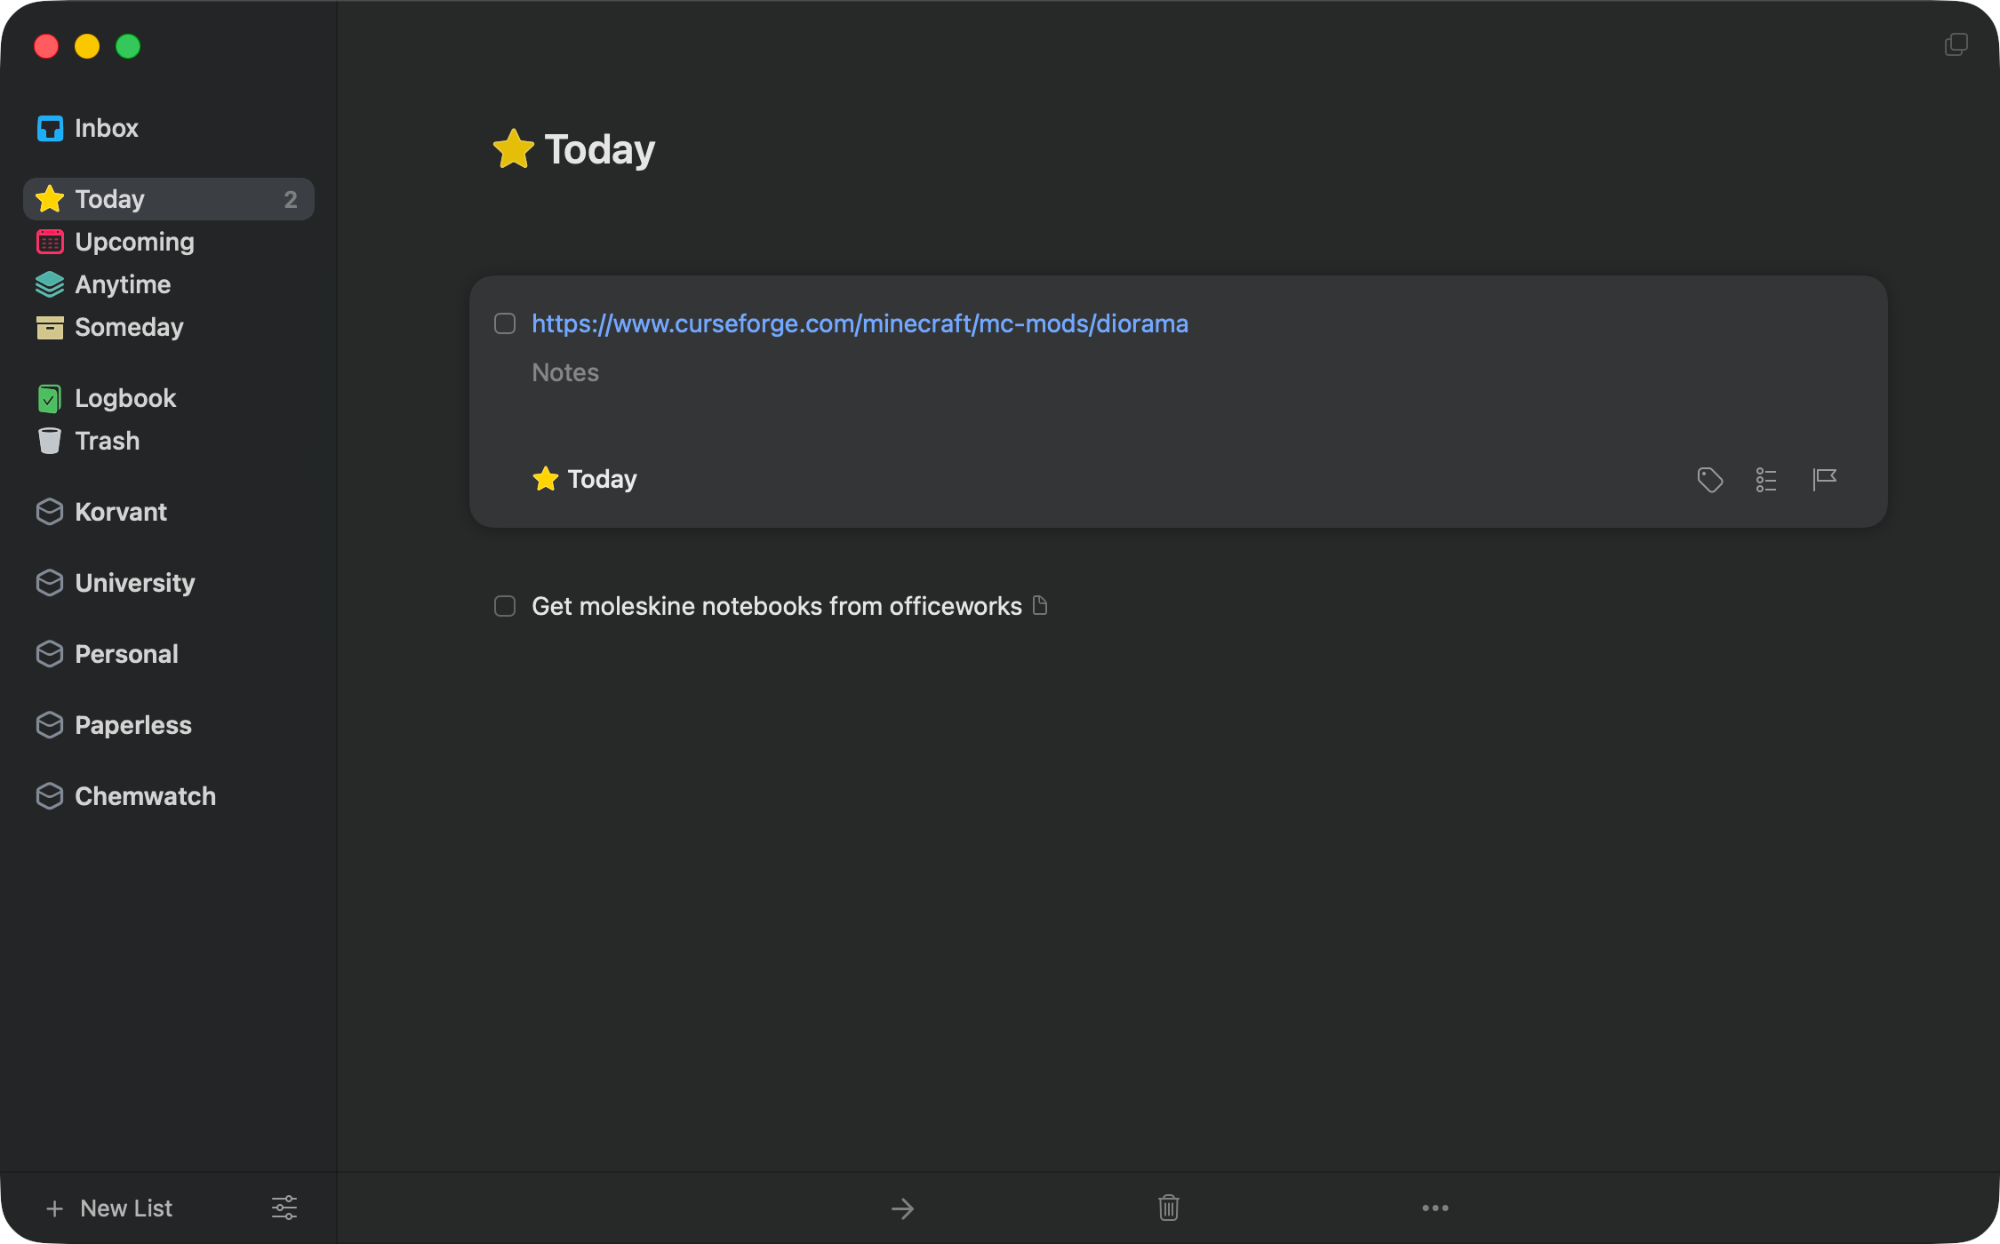 Inbox
Today 2
Upcoming
Anytime
Someday
Logbook
Trash
Korvant
University
Personal
Paperless
Chemwatch
New List
Today
https://www.curseforge.com/minecraft/mc-mods/diorama
Notes
Today
Get moleskine notebooks from officeworks